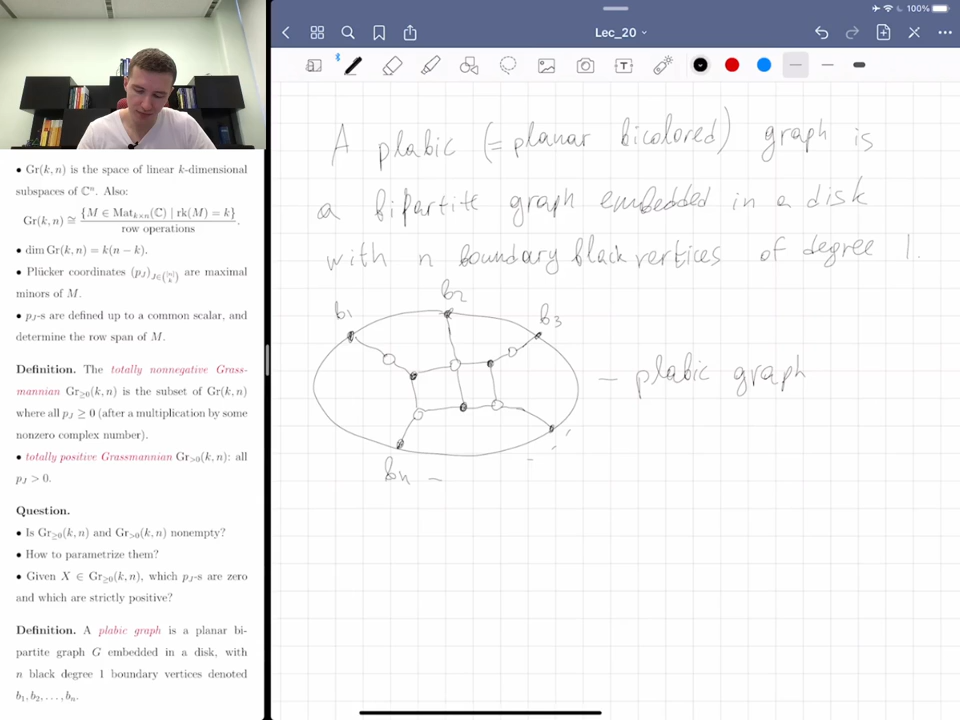 100%
Lec_20
• Gr(k, n) is the space of linear k-dimensional
subspaces of ℂⁿ. Also:
Gr(k, n) ≅ {M ∈ Mat_{k×n}(ℂ) | rk(M) = k} / row operations.
• dim Gr(k, n) = k(n − k).
• Plücker coordinates (p_J)_{J∈([n] k)} are maximal
minors of M.
• p_J-s are defined up to a common scalar, and
determine the row span of M.
Definition. The totally nonnegative Grass-
mannian Gr_{≥0}(k, n) is the subset of Gr(k, n)
where all p_J ≥ 0 (after a multiplication by some
nonzero complex number).
• totally positive Grassmannian Gr_{>0}(k, n): all
p_J > 0.
Question.
• Is Gr_{≥0}(k, n) and Gr_{>0}(k, n) nonempty?
• How to parametrize them?
• Given X ∈ Gr_{≥0}(k, n), which p_J-s are zero
and which are strictly positive?
Definition. A plabic graph is a planar bi-
partite graph G embedded in a disk, with
n black degree 1 boundary vertices denoted
b₁, b₂, . . . , bₙ.
A plabic (= planar bicolored) graph is
a bipartite graph embedded in a disk
with n boundary black vertices of degree 1.
b₁ b₂ b₃
– plabic graph
bₙ